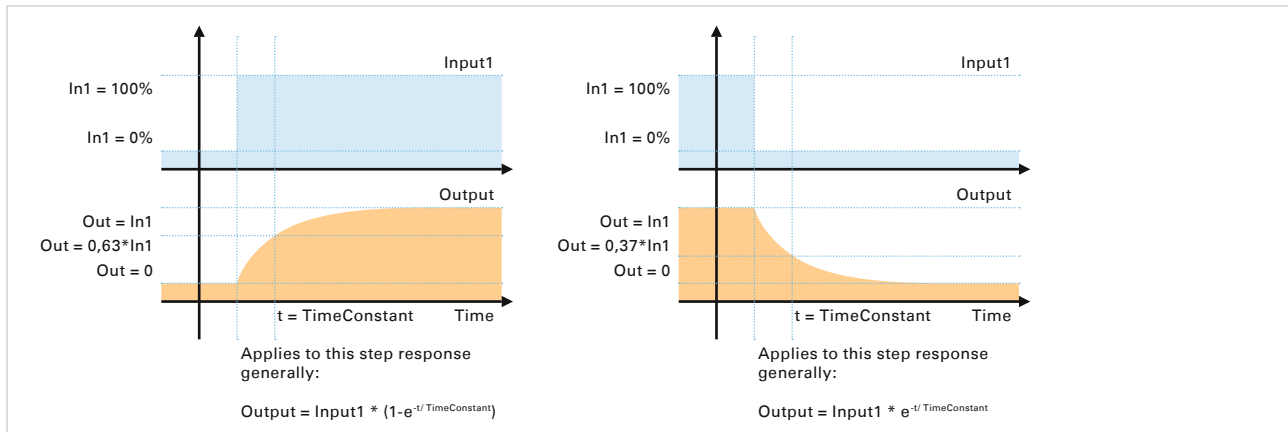 Input1
In1 = 100%
In1 = 0%
Output
Out = In1
Out = 0,63*In1
Out = 0
t = TimeConstant
Time
Applies to this step response
generally:
Output = Input1 * (1-e-t/ TimeConstant)
Input1
In1 = 100%
In1 = 0%
Output
Out = In1
Out = 0,37*In1
Out = 0
t = TimeConstant
Time
Applies to this step response
generally:
Output = Input1 * e-t/ TimeConstant